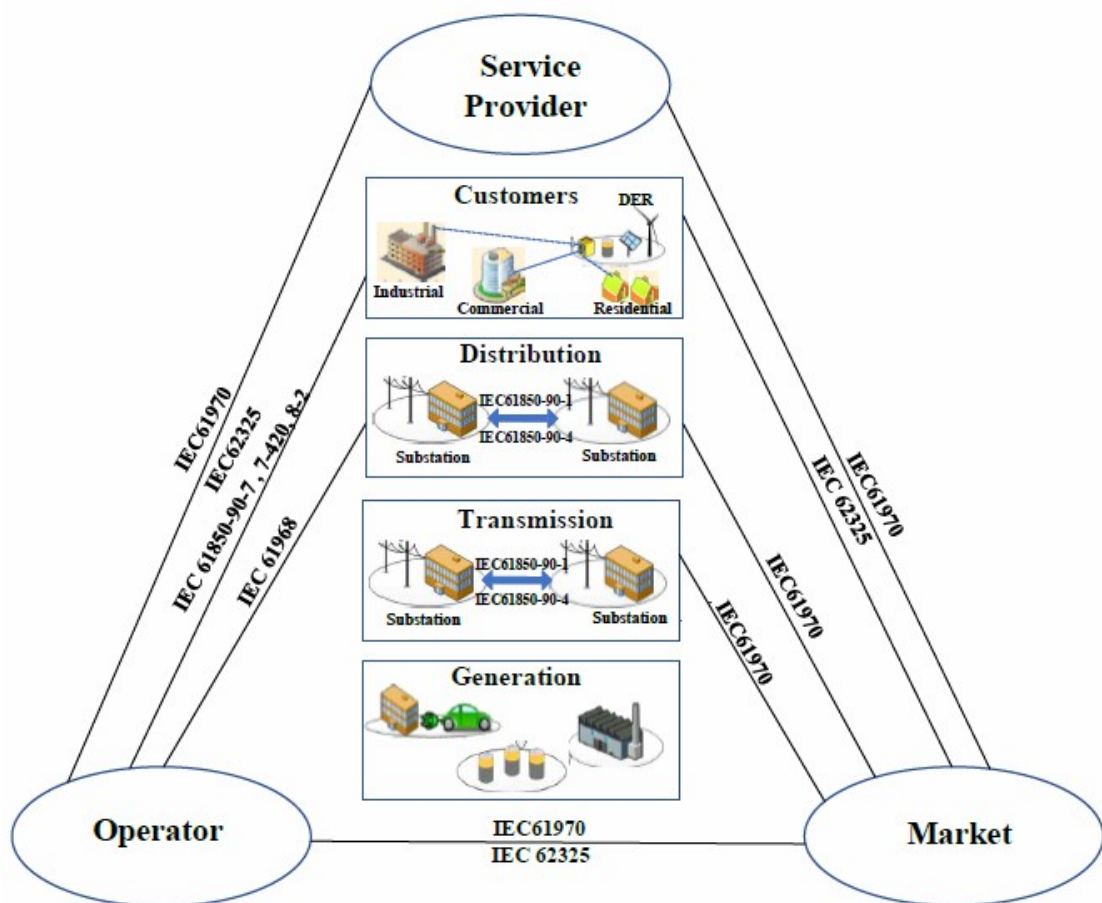 Service
Provider
Customers
DER
Industrial
Commercial
Residential
Distribution
IEC61850-90-1
IEC61850-90-4
Substation
Substation
Transmission
IEC61850-90-1
IEC61850-90-4
Substation
Substation
Generation
IEC61970
IEC62325
IEC 61850-90-7 , 7-420, 8-2
IEC 61968
IEC61970
IEC 62325
IEC61970
IEC61970
Operator
IEC61970
IEC 62325
Market